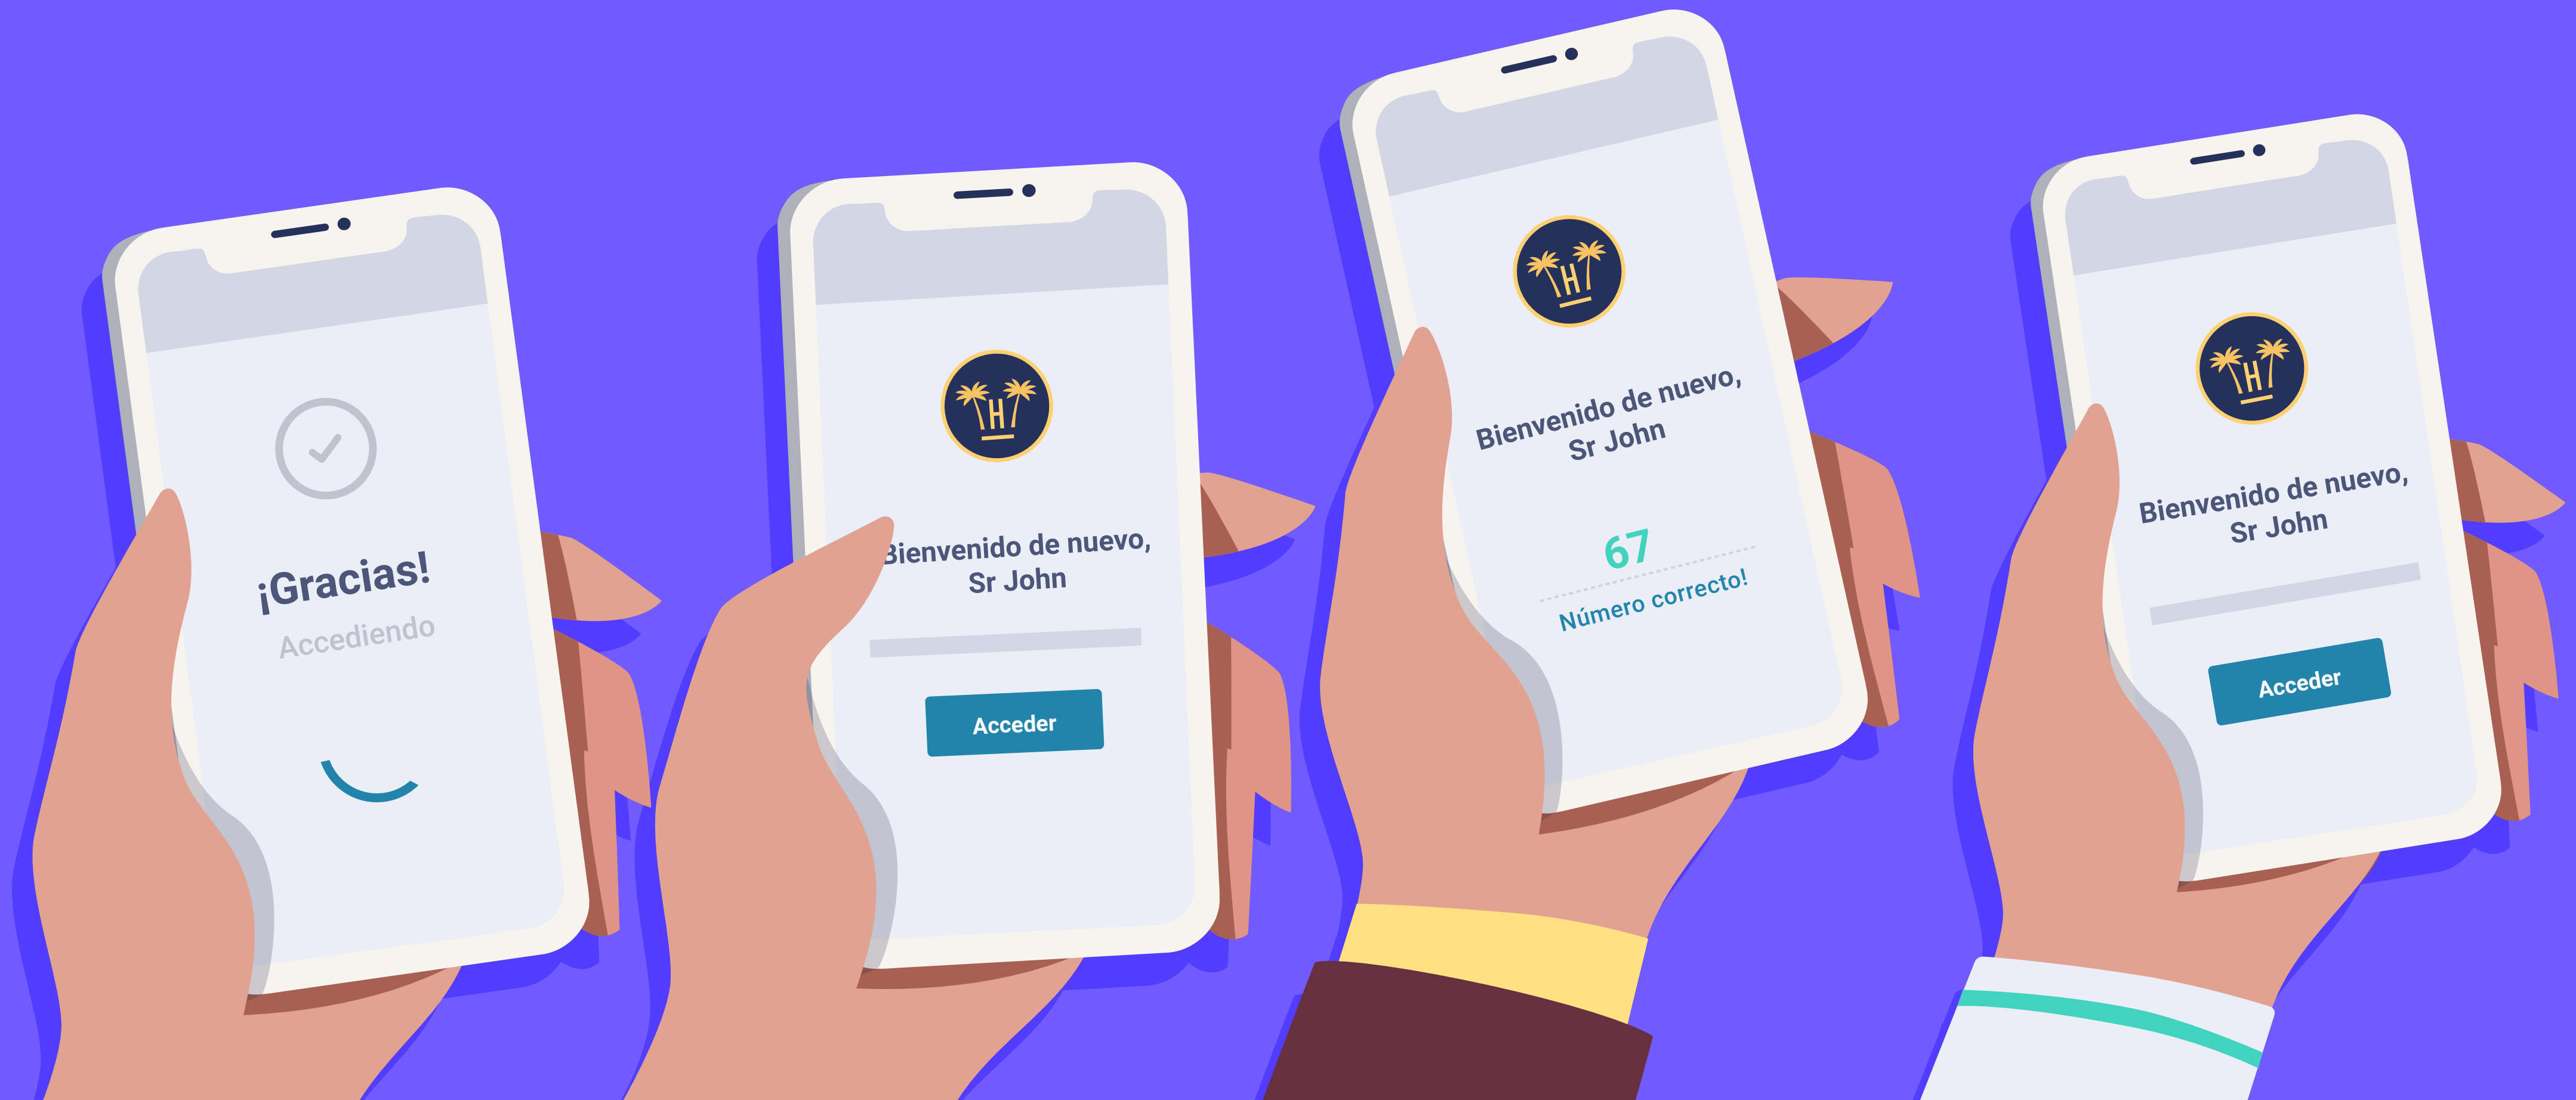 ¡Gracias!
Accediendo
H
Bienvenido de nuevo,
Sr John
Acceder
H
Bienvenido de nuevo,
Sr John
67
Número correcto!
H
Bienvenido de nuevo,
Sr John
Acceder